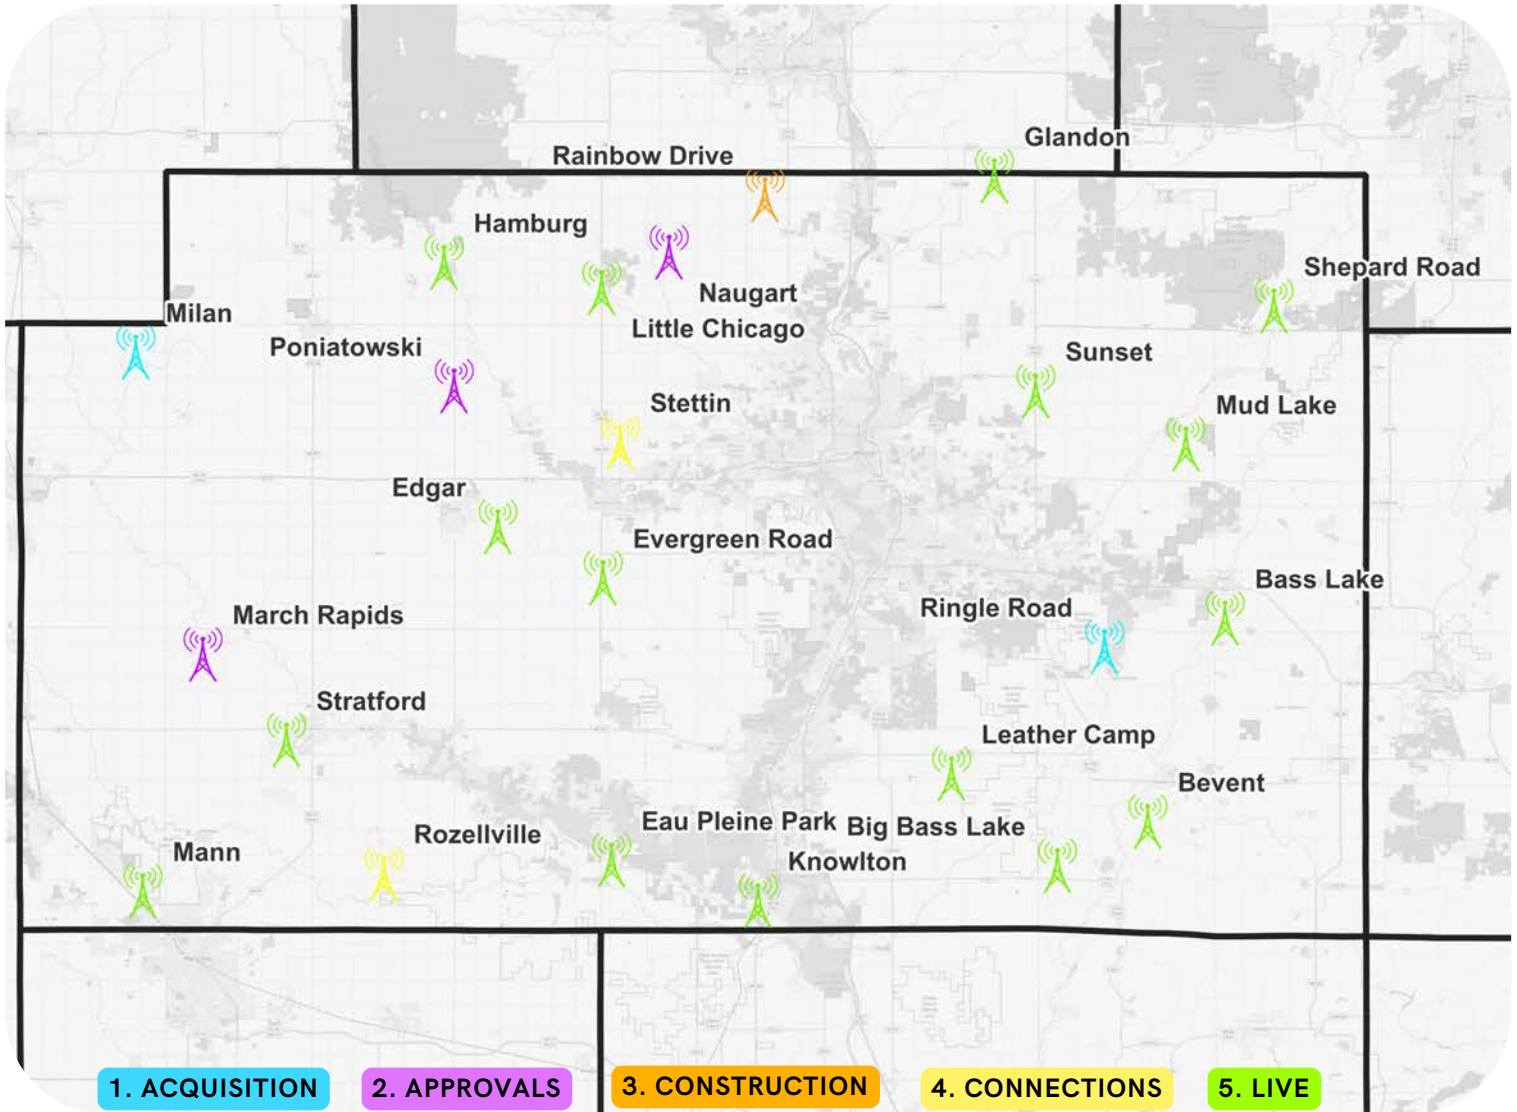 Glandon
Rainbow Drive
Hamburg
Shepard Road
Naugart
Milan
Little Chicago
Poniatowski
Sunset
Stettin
Mud Lake
Edgar
Evergreen Road
Bass Lake
Ringle Road
March Rapids
Stratford
Leather Camp
Bevent
Eau Pleine Park
Big Bass Lake
Rozellville
Mann
Knowlton
1. ACQUISITION
2. APPROVALS
3. CONSTRUCTION
4. CONNECTIONS
5. LIVE